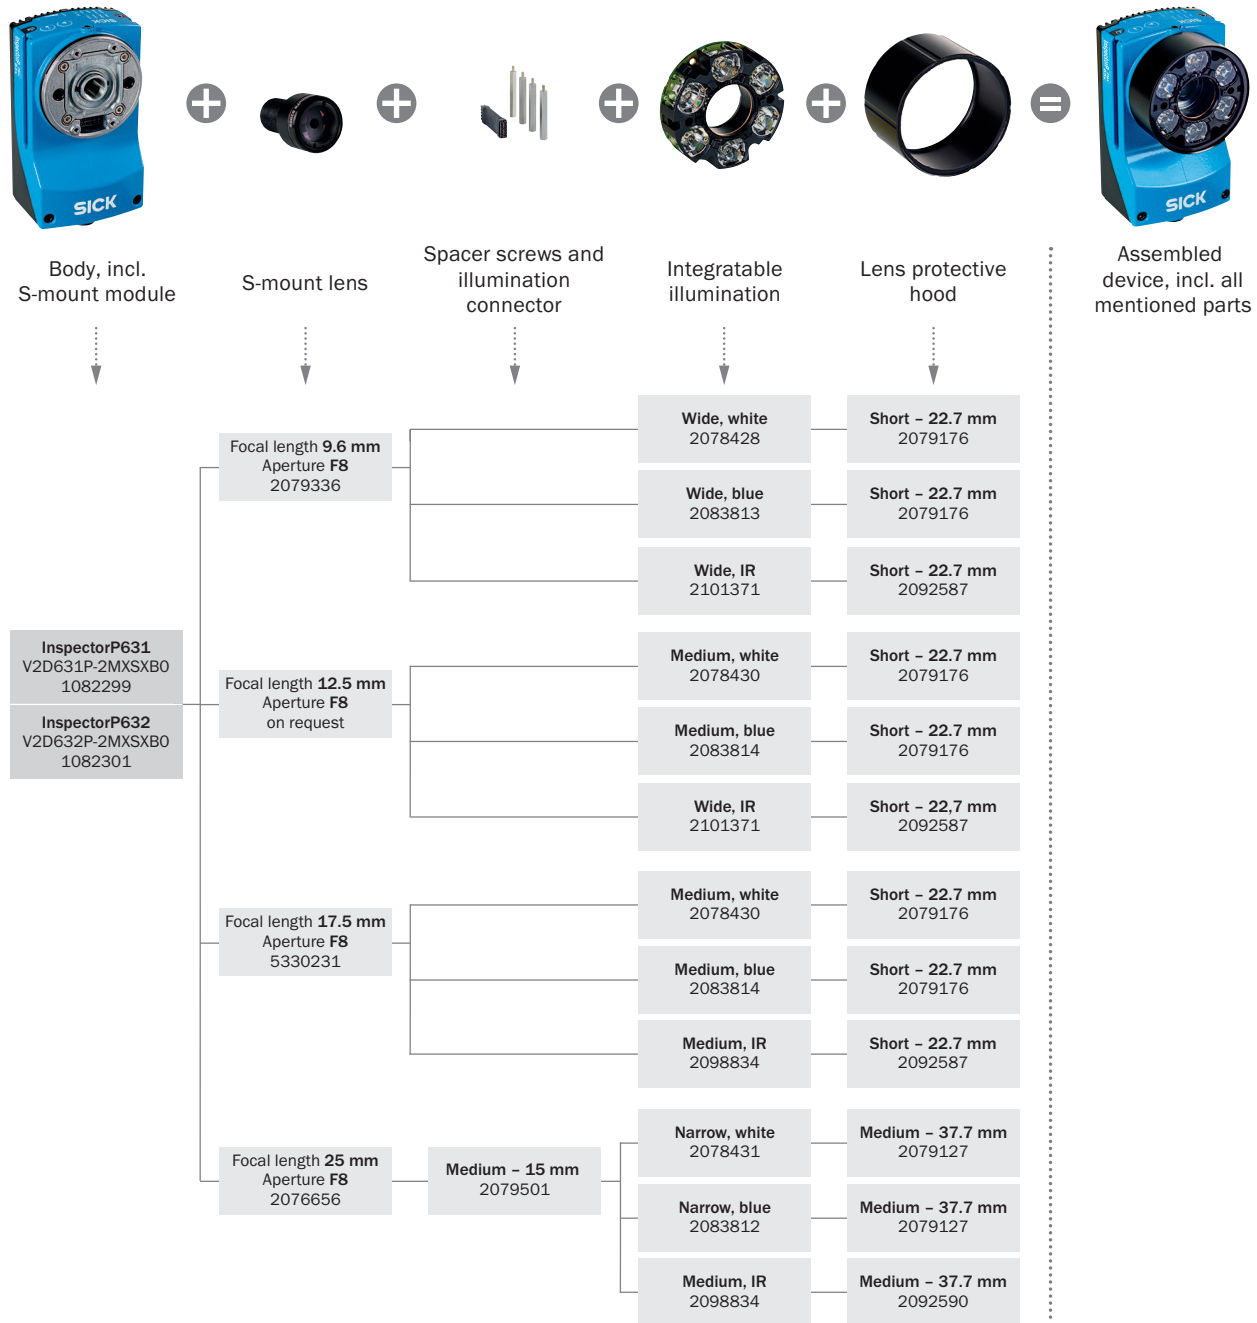 SICK
SICK
SICK
SICK
Body, incl.
S-mount module
S-mount lens
Spacer screws and
illumination
connector
Integratable
illumination
Lens protective
hood
Assembled
device, incl. all
mentioned parts
InspectorP631
V2D631P-2MXSXB0
1082299
InspectorP632
V2D632P-2MXSXB0
1082301
Focal length 9.6 mm
Aperture F8
2079336
Wide, white
2078428
Short – 22.7 mm
2079176
Wide, blue
2083813
Short – 22.7 mm
2079176
Wide, IR
2101371
Short – 22.7 mm
2092587
Focal length 12.5 mm
Aperture F8
on request
Medium, white
2078430
Short – 22.7 mm
2079176
Medium, blue
2083814
Short – 22.7 mm
2079176
Wide, IR
2101371
Short – 22,7 mm
2092587
Focal length 17.5 mm
Aperture F8
5330231
Medium, white
2078430
Short – 22.7 mm
2079176
Medium, blue
2083814
Short – 22.7 mm
2079176
Medium, IR
2098834
Short – 22.7 mm
2092587
Focal length 25 mm
Aperture F8
2076656
Medium – 15 mm
2079501
Narrow, white
2078431
Medium – 37.7 mm
2079127
Narrow, blue
2083812
Medium – 37.7 mm
2079127
Medium, IR
2098834
Medium – 37.7 mm
2092590